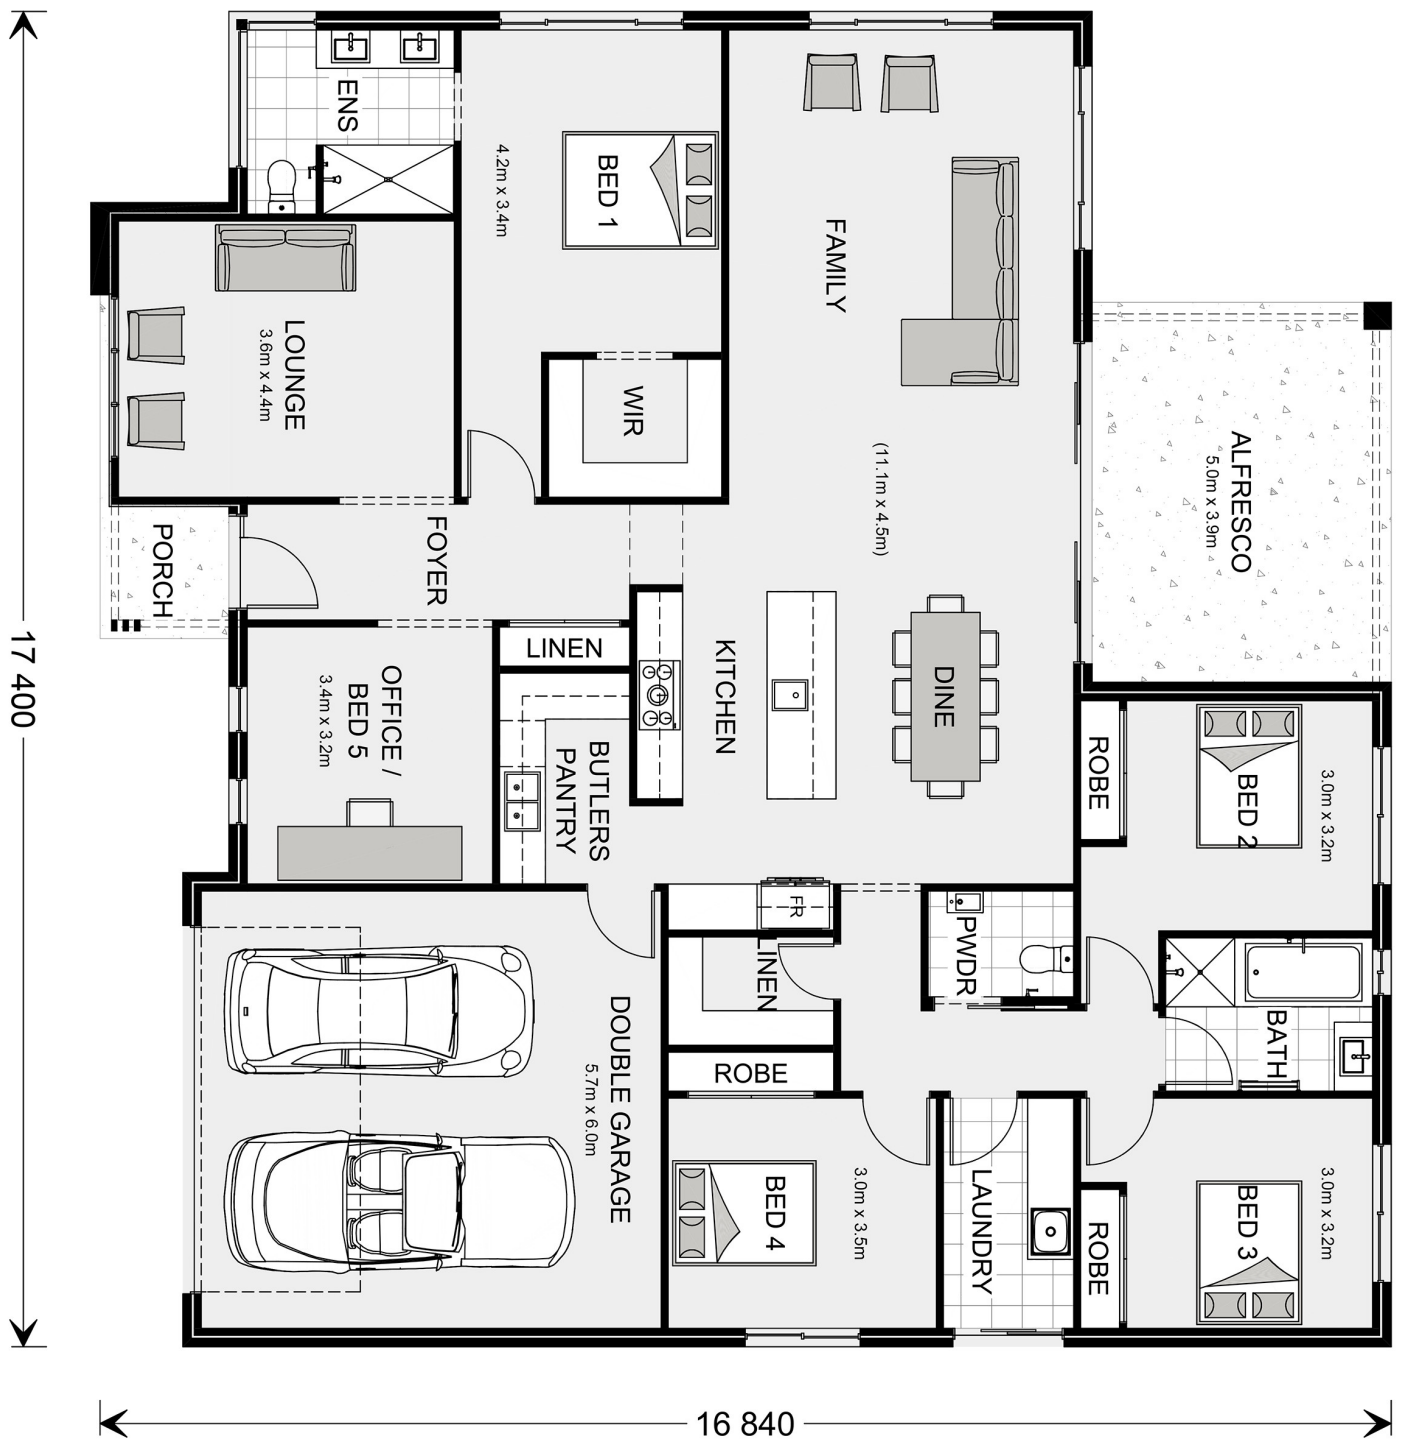 ENS
4.2m x 3.4m
BED 1
FAMILY
LOUNGE
3.6m x 4.4m
WIR
(11.1m x 4.5m)
ALFRESCO
5.0m x 3.9m
PORCH
FOYER
LINEN
KITCHEN
DINE
OFFICE /
BED 5
3.4m x 3.2m
BUTLERS
PANTRY
ROBE
BED 2
3.0m x 3.2m
17 400
FR
LINEN
PWDR
BATH
DOUBLE GARAGE
5.7m x 6.0m
ROBE
BED 4
3.0m x 3.5m
LAUNDRY
ROBE
BED 3
3.0m x 3.2m
16 840